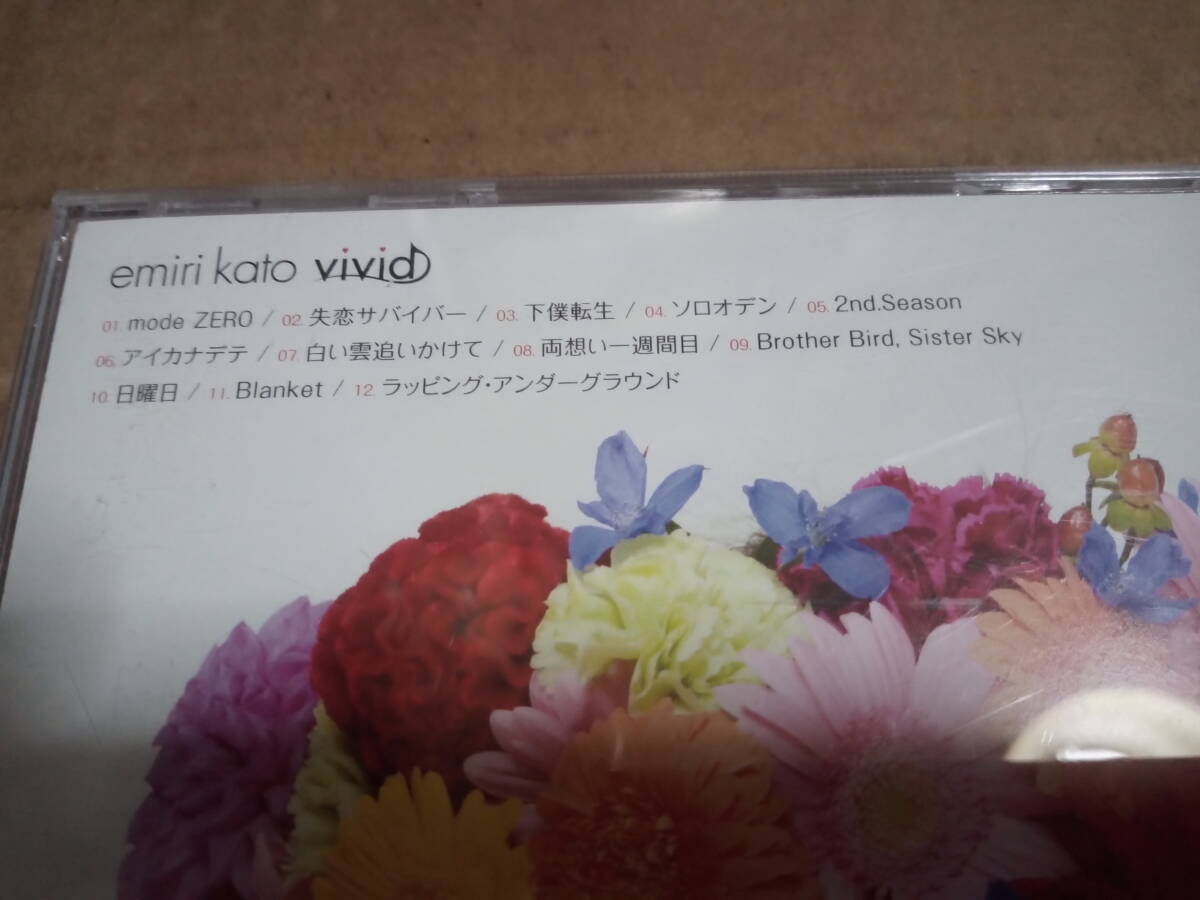 emiri kato vivid
01. mode ZERO / 02. 失恋サバイバー / 03. 下僕転生 / 04. ソロオデン / 05. 2nd.Season
06. アイカナデテ / 07. 白い雲追いかけて / 08. 両想い一週間目 / 09. Brother Bird, Sister Sky
10. 日曜日 / 11. Blanket / 12. ラッピング・アンダーグラウンド